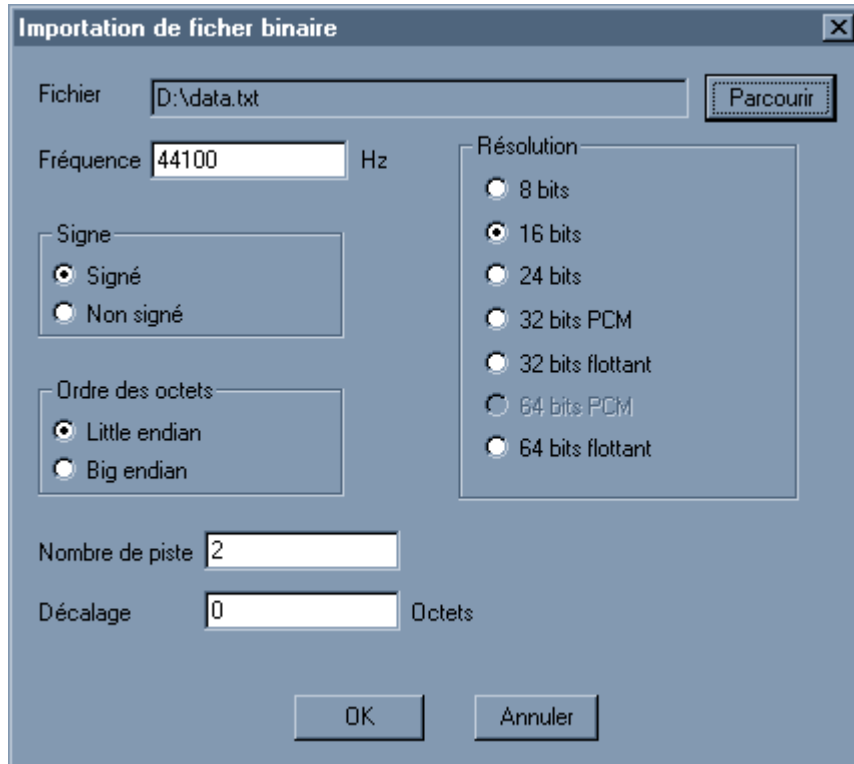 Importation de ficher binaire
Fichier D:\data.txt Parcourir
Fréquence 44100 Hz
Résolution
8 bits
16 bits
24 bits
32 bits PCM
32 bits flottant
64 bits PCM
64 bits flottant
Signe
Signé
Non signé
Ordre des octets
Little endian
Big endian
Nombre de piste 2
Décalage 0 Octets
OK Annuler